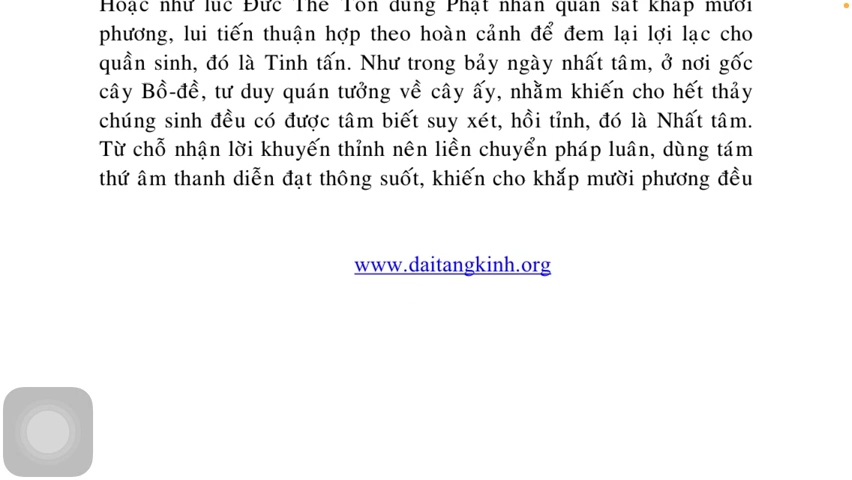 Hoặc như lúc Đức Thế Tôn dùng Phật nhãn quán sát khắp mười
phương, lui tiến thuận hợp theo hoàn cảnh để đem lại lợi lạc cho
quần sinh, đó là Tinh tấn. Như trong bảy ngày nhất tâm, ở nơi gốc
cây Bồ-đề, tư duy quán tưởng về cây ấy, nhằm khiến cho hết thảy
chúng sinh đều có được tâm biết suy xét, hồi tỉnh, đó là Nhất tâm.
Từ chỗ nhận lời khuyến thỉnh nên liền chuyển pháp luân, dùng tám
thứ âm thanh diễn đạt thông suốt, khiến cho khắp mười phương đều
www.daitangkinh.org